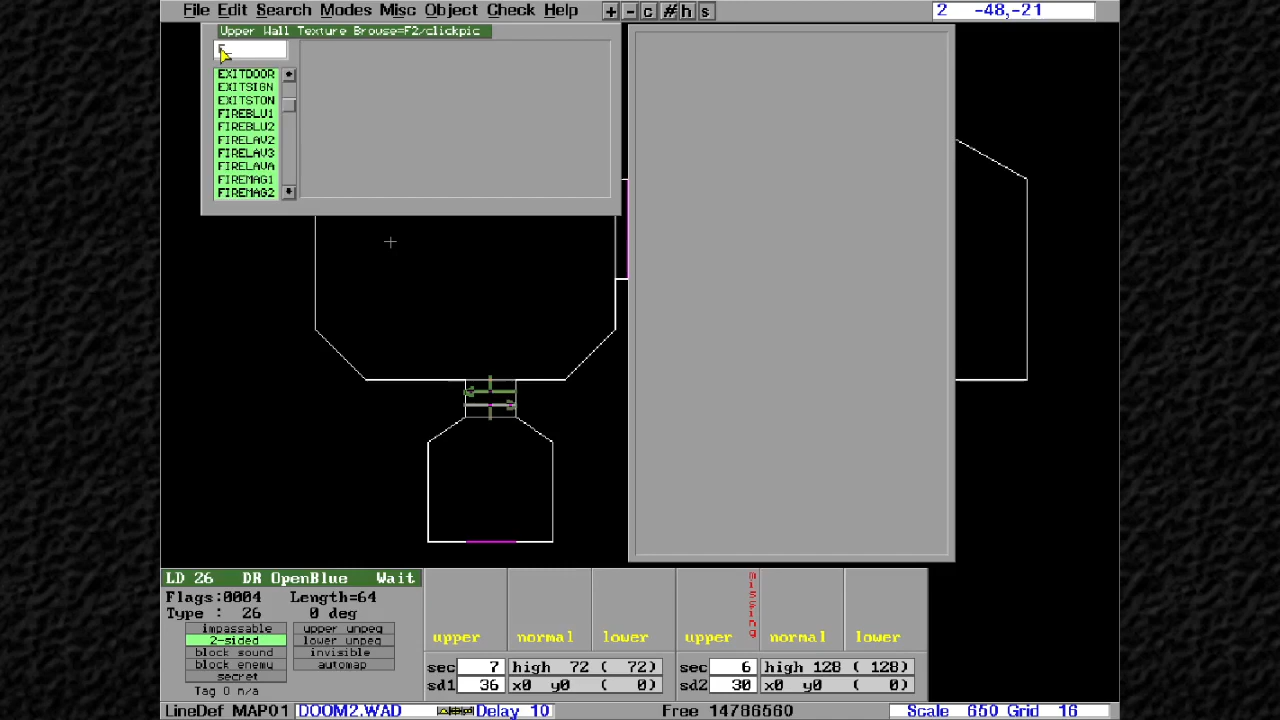 File Edit Search Modes Misc Object Check Help + - c # h s 2 -48,-21
Upper Wall Texture Browse=F2/clickpic
EXITDOOR
EXITSIGN
EXITSTON
FIREBLU1
FIREBLU2
FIRELAV2
FIRELAV3
FIRELAVA
FIREMAG1
FIREMAG2
LD 26 DR OpenBlue Wait
Flags:0004 Length=64
Type : 26 0 deg
impassable upper unpeg
2-sided lower unpeg
block sound invisible
block enemy automap
secret
Tag 0 n/a
missing
upper normal lower upper normal lower
sec 7 high 72 ( 72) sec 6 high 128 ( 128)
sd1 36 x0 y0 ( 0) sd2 30 x0 y0 ( 0)
LineDef MAP01 DOOM2.WAD Delay 10 Free 14786560 Scale 650 Grid 16